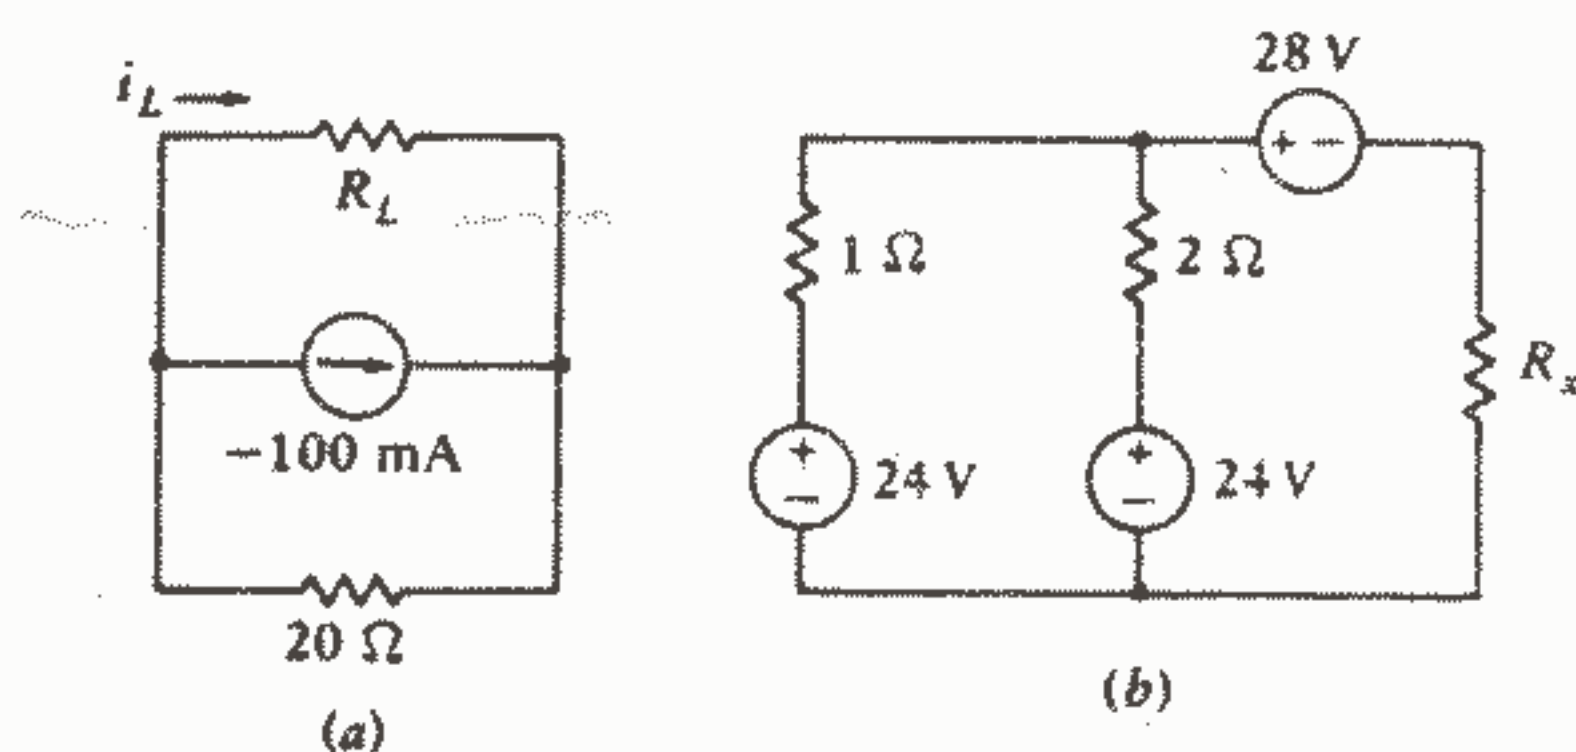 i_L
R_L
−100 mA
20 Ω
(a)
28 V
+ −
1 Ω
2 Ω
R_x
+
−
24 V
+
−
24 V
(b)